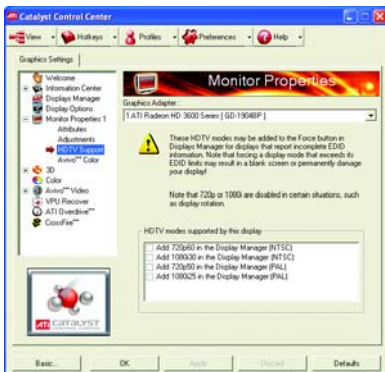 Catalyst Control Center
View
Hotkeys
Profiles
Preferences
Help
Graphics Settings
Welcome
Information Center
Displays Manager
Display Options
Monitor Properties 1
Attributes
Adjustments
HDTV Support
Avivo™ Color
3D
Color
Avivo™ Video
VPU Recover
ATI Overdrive™
CrossFire™
Monitor Properties
Graphics Adapter:
1.ATI Radeon HD 3600 Series [ GD-1904BP ]
These HDTV modes may be added to the Force button in
Displays Manager for displays that report incomplete EDID
information. Note that forcing a display mode that exceeds its
EDID limits may result in a blank screen or permanently damage
your display!
Note that 720p or 1080i are disabled in certain situations, such
as display rotation.
HDTV modes supported by this display
Add 720p60 in the Display Manager (NTSC)
Add 1080i30 in the Display Manager (NTSC)
Add 720p50 in the Display Manager (PAL)
Add 1080i25 in the Display Manager (PAL)
ATI CATALYST
Basic...
OK
Apply
Discard
Defaults